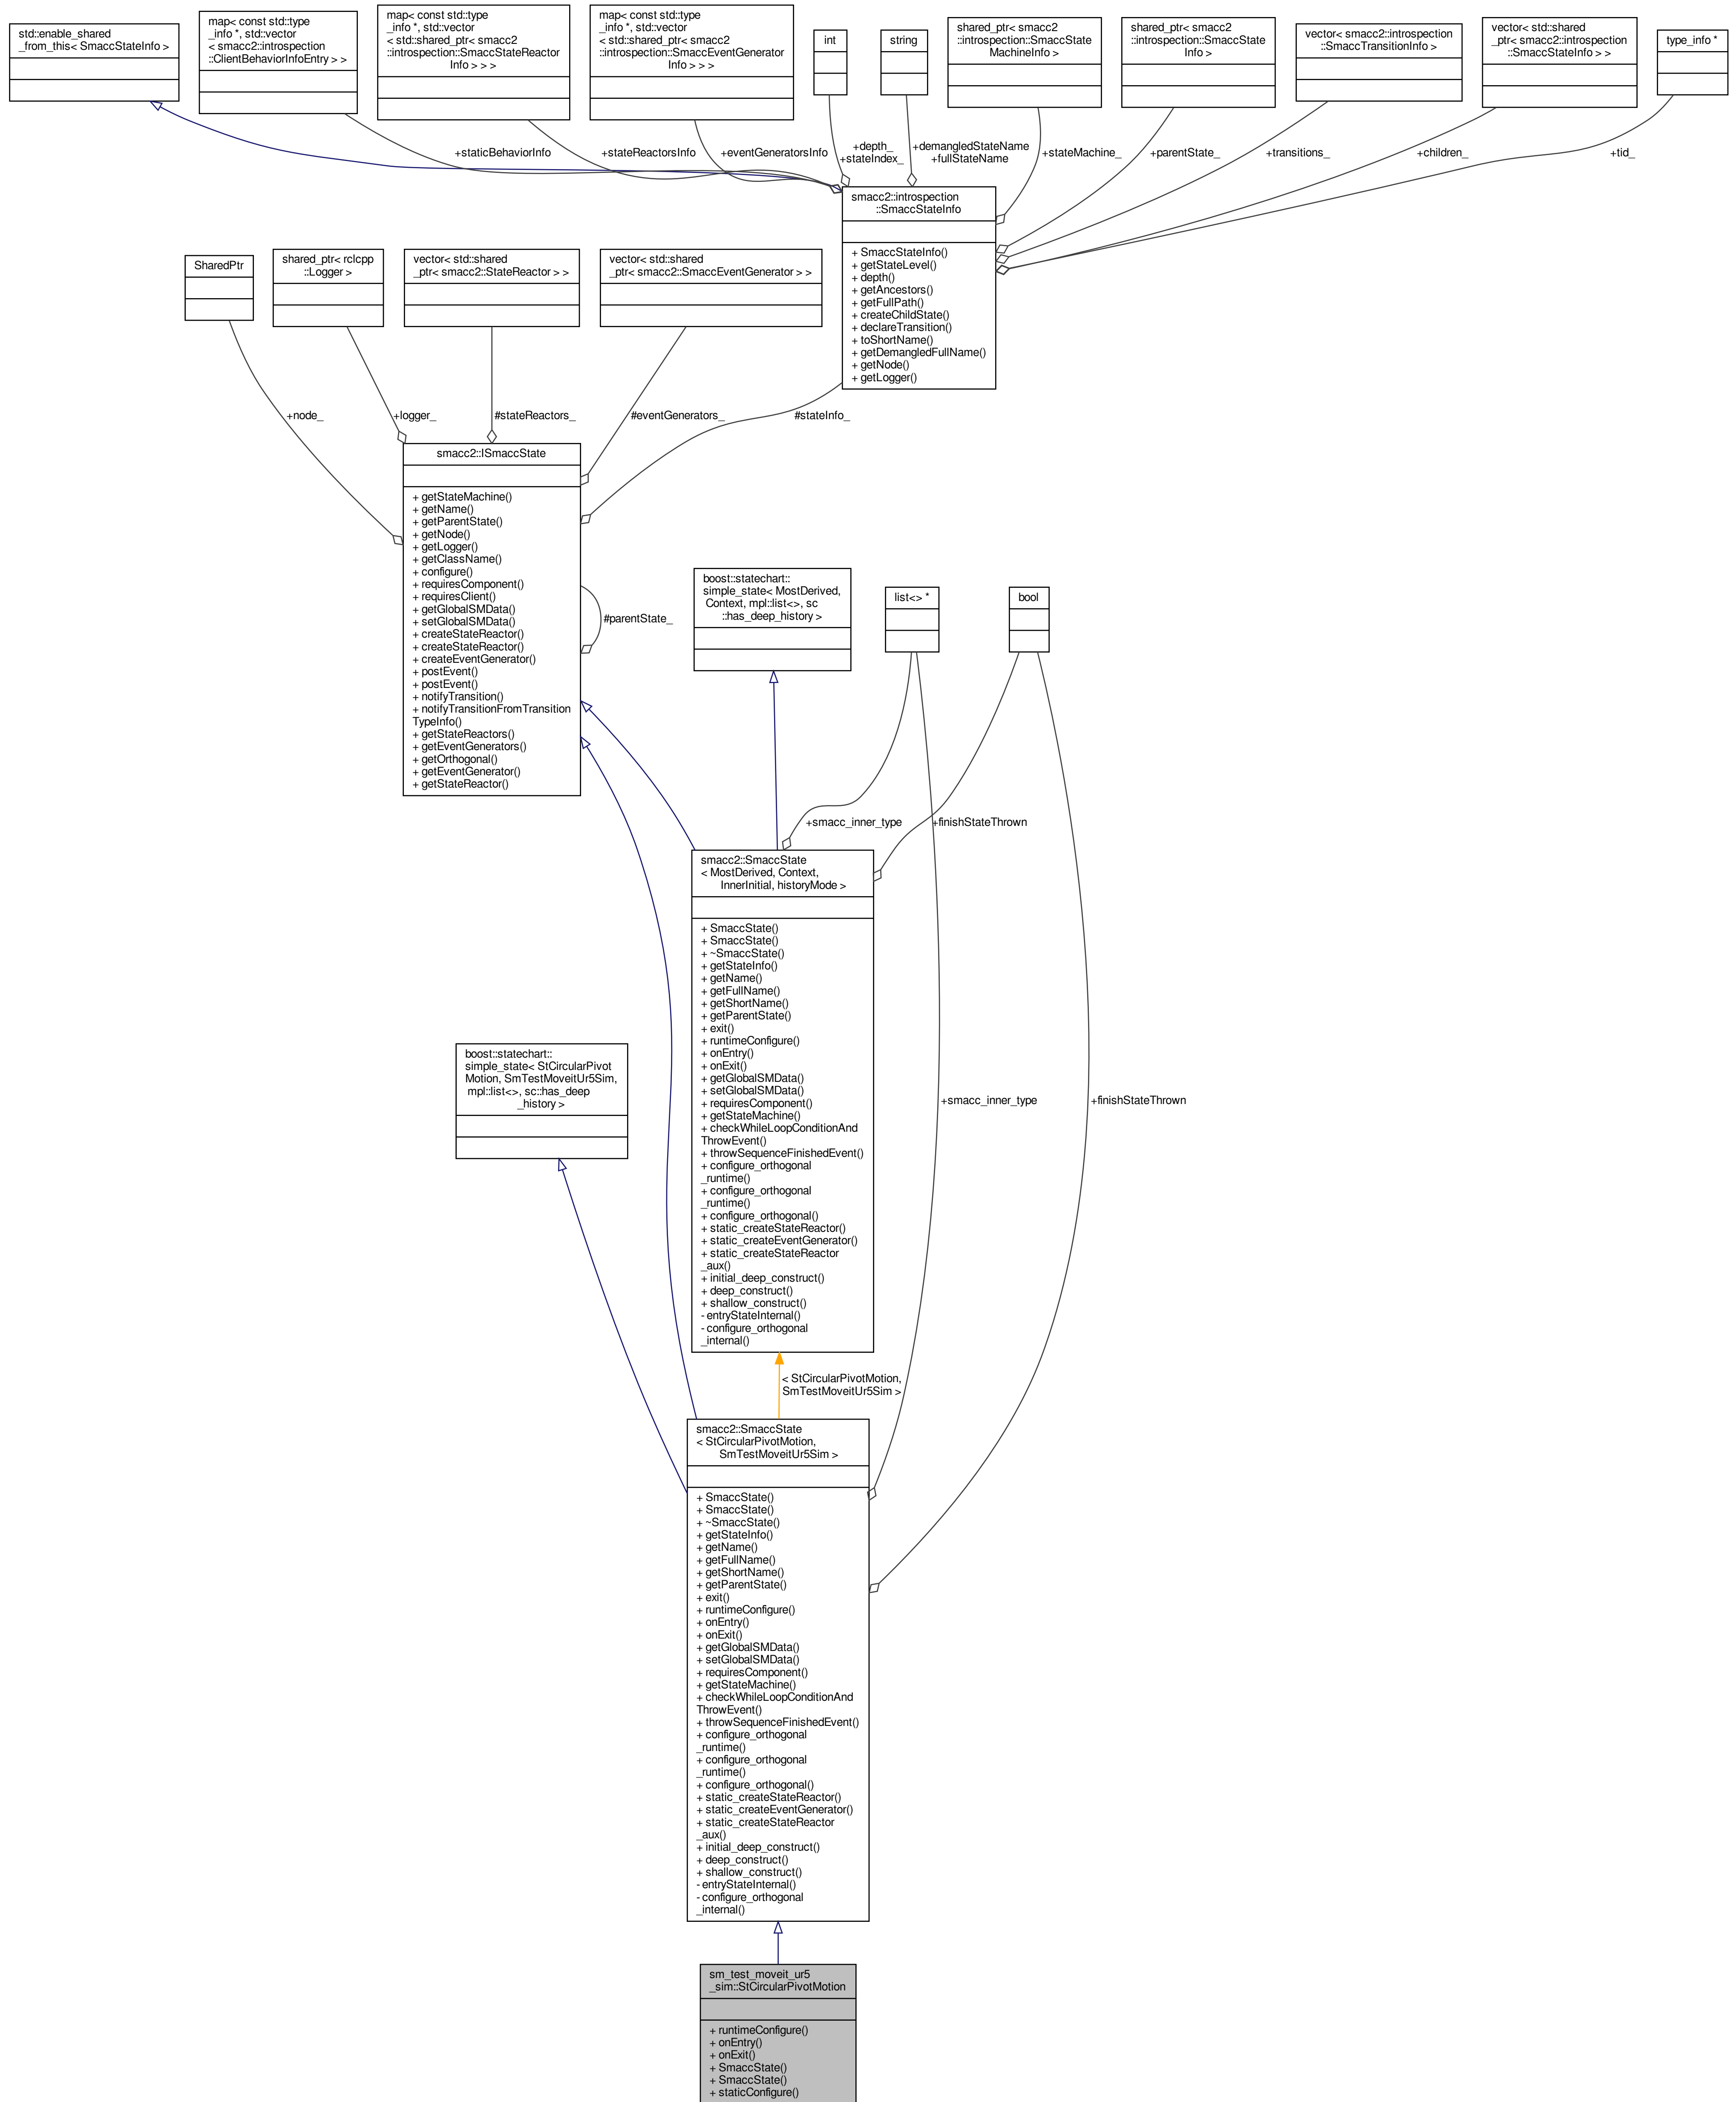 std::enable_shared
_from_this< SmaccStateInfo >
map< const std::type
_info *, std::vector
< smacc2::introspection
::ClientBehaviorInfoEntry > >
map< const std::type
_info *, std::vector
< std::shared_ptr< smacc2
::introspection::SmaccStateReactor
Info > > >
map< const std::type
_info *, std::vector
< std::shared_ptr< smacc2
::introspection::SmaccEventGenerator
Info > > >
int
string
shared_ptr< smacc2
::introspection::SmaccState
MachineInfo >
shared_ptr< smacc2
::introspection::SmaccState
Info >
vector< smacc2::introspection
::SmaccTransitionInfo >
vector< std::shared
_ptr< smacc2::introspection
::SmaccStateInfo > >
type_info *
+staticBehaviorInfo
+stateReactorsInfo
+eventGeneratorsInfo
+depth_
+stateIndex_
+demangledStateName
+fullStateName
+stateMachine_
+parentState_
+transitions_
+children_
+tid_
smacc2::introspection
::SmaccStateInfo
+ SmaccStateInfo()
+ getStateLevel()
+ depth()
+ getAncestors()
+ getFullPath()
+ createChildState()
+ declareTransition()
+ toShortName()
+ getDemangledFullName()
+ getNode()
+ getLogger()
SharedPtr
shared_ptr< rclcpp
::Logger >
vector< std::shared
_ptr< smacc2::StateReactor > >
vector< std::shared
_ptr< smacc2::SmaccEventGenerator > >
+node_
+logger_
#stateReactors_
#eventGenerators_
#stateInfo_
smacc2::ISmaccState
+ getStateMachine()
+ getName()
+ getParentState()
+ getNode()
+ getLogger()
+ getClassName()
+ configure()
+ requiresComponent()
+ requiresClient()
+ getGlobalSMData()
+ setGlobalSMData()
+ createStateReactor()
+ createStateReactor()
+ createEventGenerator()
+ postEvent()
+ postEvent()
+ notifyTransition()
+ notifyTransitionFromTransition
TypeInfo()
+ getStateReactors()
+ getEventGenerators()
+ getOrthogonal()
+ getEventGenerator()
+ getStateReactor()
#parentState_
boost::statechart::
simple_state< MostDerived,
Context, mpl::list<>, sc
::has_deep_history >
list<> *
bool
+smacc_inner_type
+finishStateThrown
smacc2::SmaccState
< MostDerived, Context,
InnerInitial, historyMode >
+ SmaccState()
+ SmaccState()
+ ~SmaccState()
+ getStateInfo()
+ getName()
+ getFullName()
+ getShortName()
+ getParentState()
+ exit()
+ runtimeConfigure()
+ onEntry()
+ onExit()
+ getGlobalSMData()
+ setGlobalSMData()
+ requiresComponent()
+ getStateMachine()
+ checkWhileLoopConditionAnd
ThrowEvent()
+ throwSequenceFinishedEvent()
+ configure_orthogonal
_runtime()
+ configure_orthogonal
_runtime()
+ configure_orthogonal()
+ static_createStateReactor()
+ static_createEventGenerator()
+ static_createStateReactor
_aux()
+ initial_deep_construct()
+ deep_construct()
+ shallow_construct()
- entryStateInternal()
- configure_orthogonal
_internal()
boost::statechart::
simple_state< StCircularPivot
Motion, SmTestMoveitUr5Sim,
mpl::list<>, sc::has_deep
_history >
+smacc_inner_type
+finishStateThrown
< StCircularPivotMotion,
SmTestMoveitUr5Sim >
smacc2::SmaccState
< StCircularPivotMotion,
SmTestMoveitUr5Sim >
+ SmaccState()
+ SmaccState()
+ ~SmaccState()
+ getStateInfo()
+ getName()
+ getFullName()
+ getShortName()
+ getParentState()
+ exit()
+ runtimeConfigure()
+ onEntry()
+ onExit()
+ getGlobalSMData()
+ setGlobalSMData()
+ requiresComponent()
+ getStateMachine()
+ checkWhileLoopConditionAnd
ThrowEvent()
+ throwSequenceFinishedEvent()
+ configure_orthogonal
_runtime()
+ configure_orthogonal
_runtime()
+ configure_orthogonal()
+ static_createStateReactor()
+ static_createEventGenerator()
+ static_createStateReactor
_aux()
+ initial_deep_construct()
+ deep_construct()
+ shallow_construct()
- entryStateInternal()
- configure_orthogonal
_internal()
sm_test_moveit_ur5
_sim::StCircularPivotMotion
+ runtimeConfigure()
+ onEntry()
+ onExit()
+ SmaccState()
+ SmaccState()
+ staticConfigure()